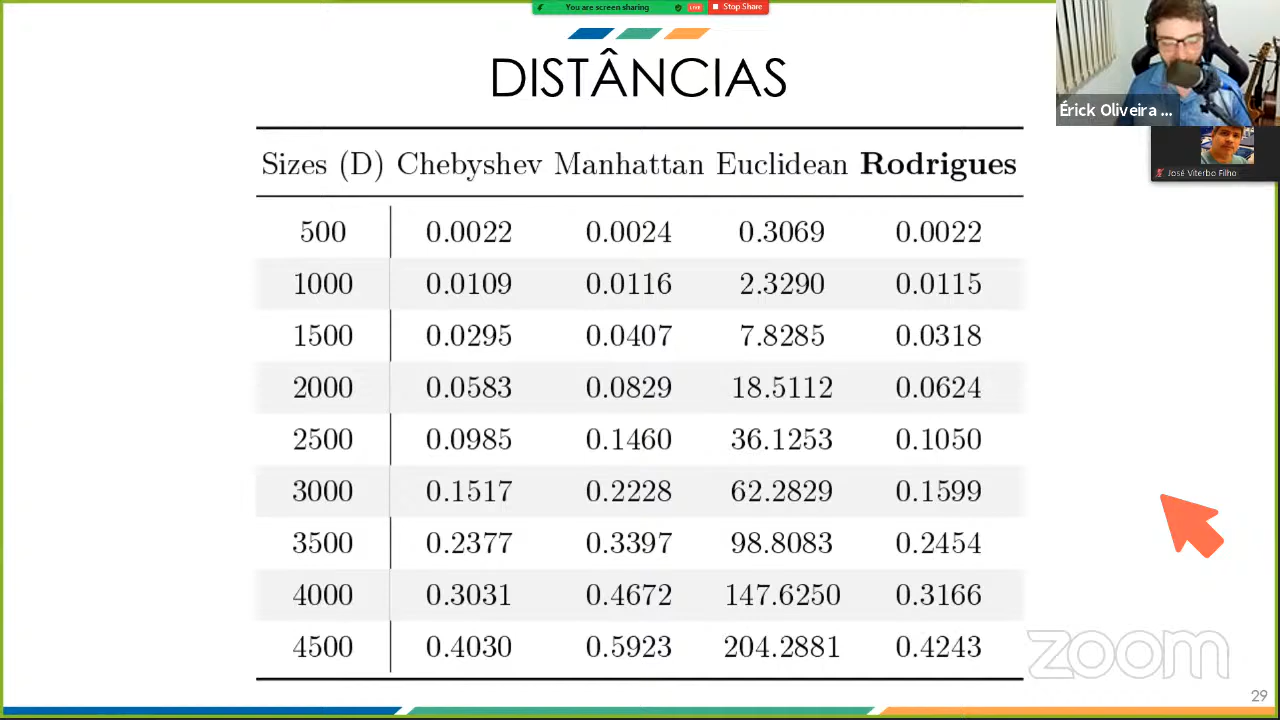 You are screen sharing
LIVE
Stop Share
DISTÂNCIAS
Érick Oliveira ...
José Viterbo Filho
Sizes (D) Chebyshev Manhattan Euclidean Rodrigues
500 0.0022 0.0024 0.3069 0.0022
1000 0.0109 0.0116 2.3290 0.0115
1500 0.0295 0.0407 7.8285 0.0318
2000 0.0583 0.0829 18.5112 0.0624
2500 0.0985 0.1460 36.1253 0.1050
3000 0.1517 0.2228 62.2829 0.1599
3500 0.2377 0.3397 98.8083 0.2454
4000 0.3031 0.4672 147.6250 0.3166
4500 0.4030 0.5923 204.2881 0.4243
zoom
29